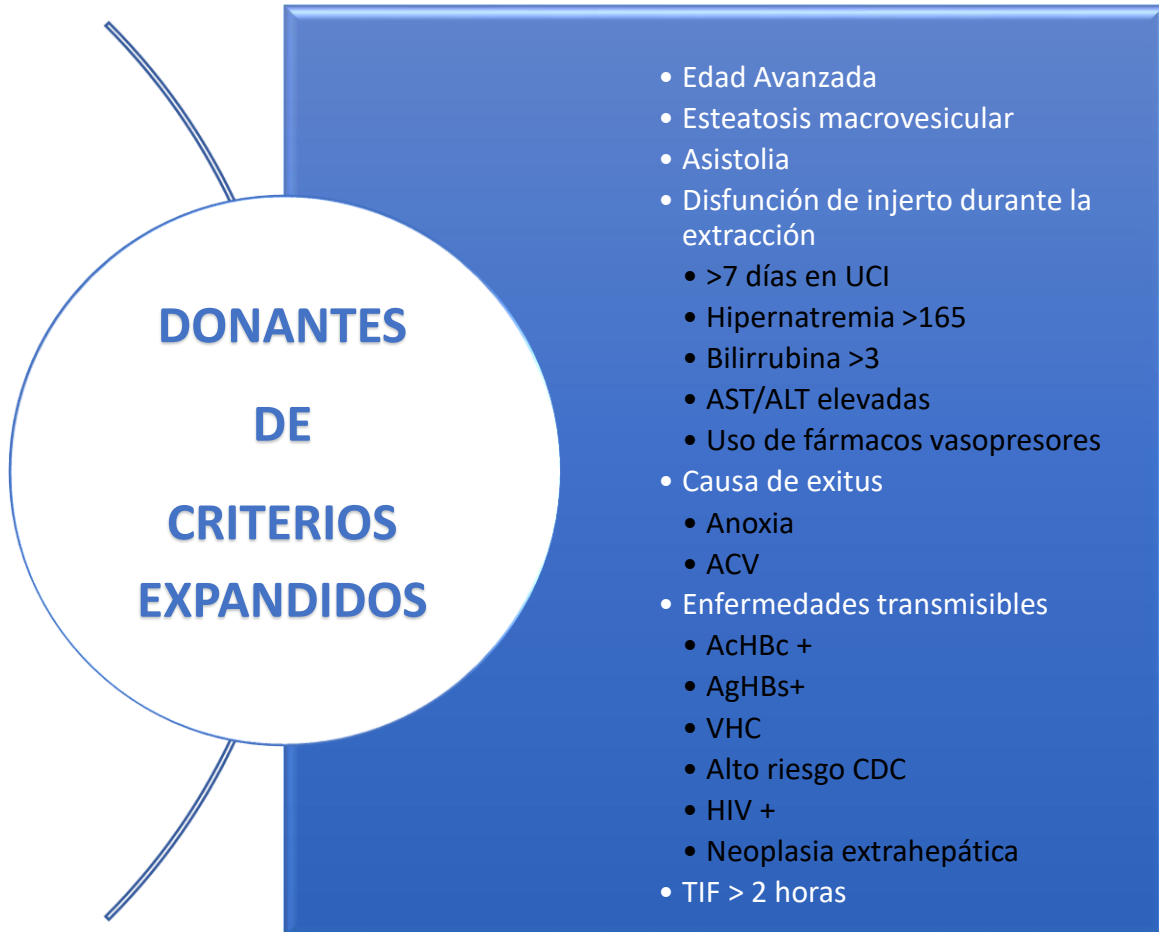 DONANTES
DE
CRITERIOS
EXPANDIDOS
• Edad Avanzada
• Esteatosis macrovesicular
• Asistolia
• Disfunción de injerto durante la
extracción
• >7 días en UCI
• Hipernatremia >165
• Bilirrubina >3
• AST/ALT elevadas
• Uso de fármacos vasopresores
• Causa de exitus
• Anoxia
• ACV
• Enfermedades transmisibles
• AcHBc +
• AgHBs+
• VHC
• Alto riesgo CDC
• HIV +
• Neoplasia extrahepática
• TIF > 2 horas